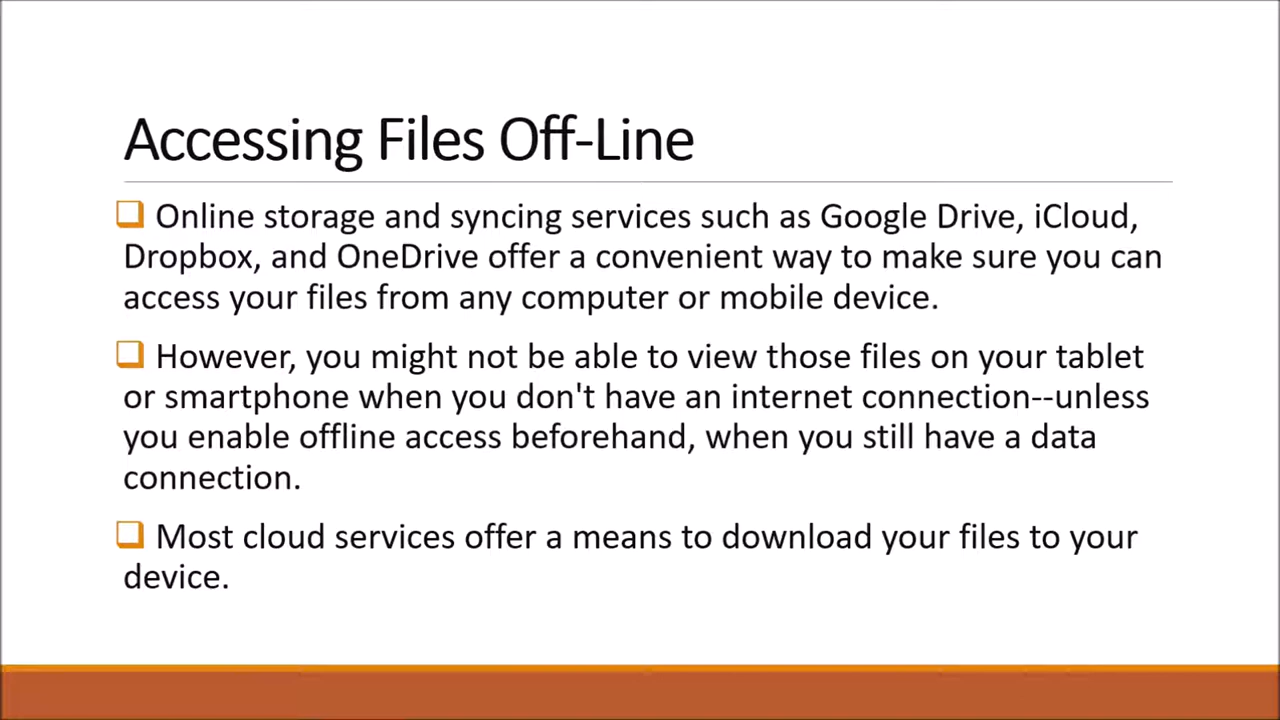 Accessing Files Off-Line
Online storage and syncing services such as Google Drive, iCloud,
Dropbox, and OneDrive offer a convenient way to make sure you can
access your files from any computer or mobile device.
However, you might not be able to view those files on your tablet
or smartphone when you don't have an internet connection--unless
you enable offline access beforehand, when you still have a data
connection.
Most cloud services offer a means to download your files to your
device.